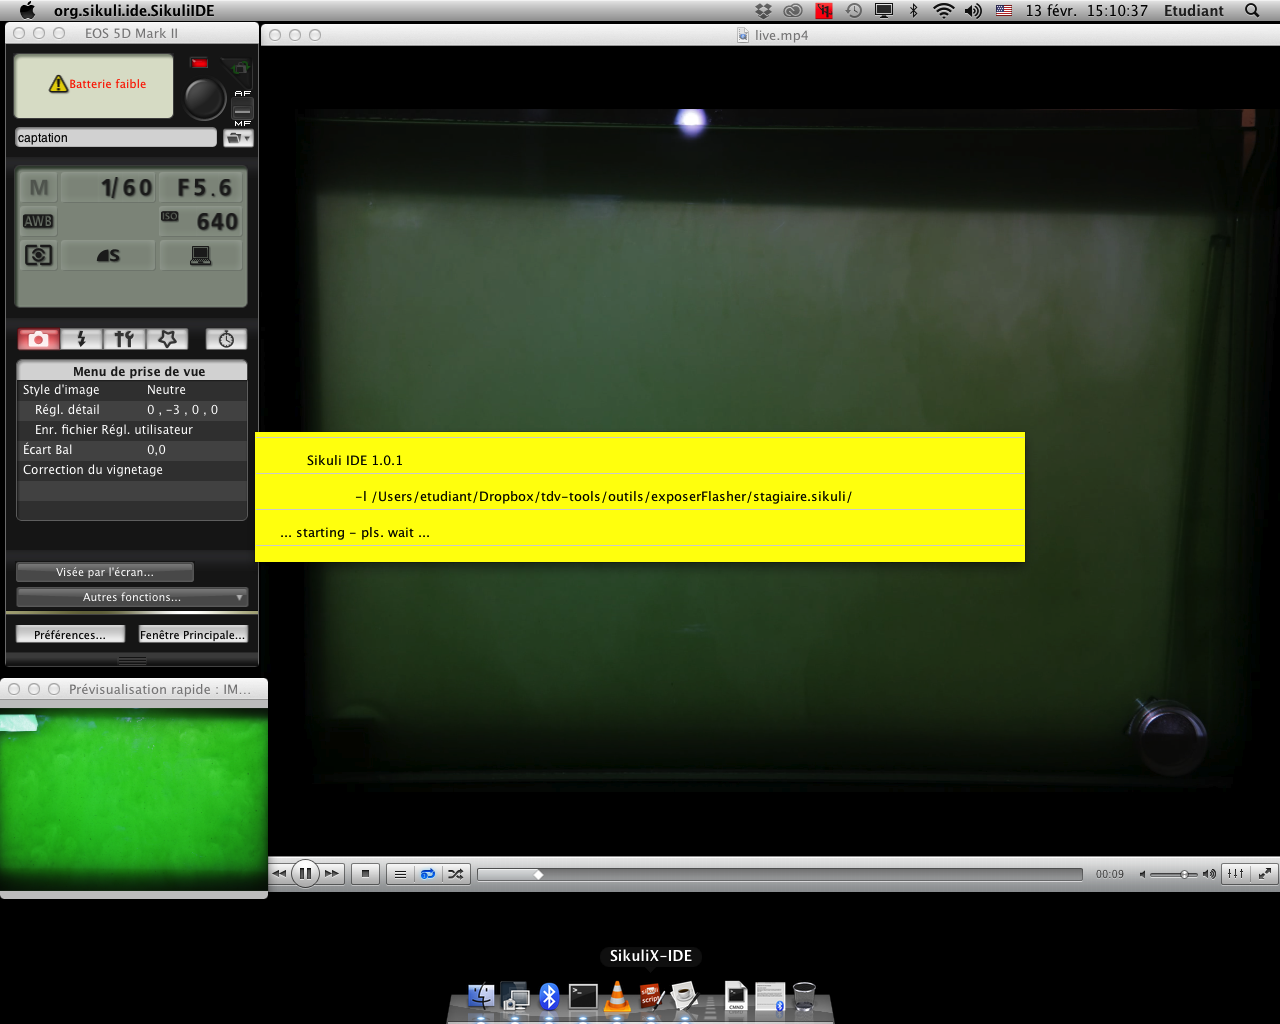 org.sikuli.ide.SikuliIDE
13 févr. 15:10:37 Etudiant
EOS 5D Mark II
live.mp4
Batterie faible
AF
MF
captation
M 1/60 F5.6
AWB ISO 640
S
Menu de prise de vue
Style d'image Neutre
Régl. détail 0 , -3 , 0 , 0
Enr. fichier Régl. utilisateur
Écart Bal 0,0
Correction du vignetage
Sikuli IDE 1.0.1
-l /Users/etudiant/Dropbox/tdv-tools/outils/exposerFlasher/stagiaire.sikuli/
... starting - pls. wait ...
Visée par l'écran...
Autres fonctions...
Préférences...
Fenêtre Principale...
Prévisualisation rapide : IM...
00:09
SikuliX-IDE
script
CMND